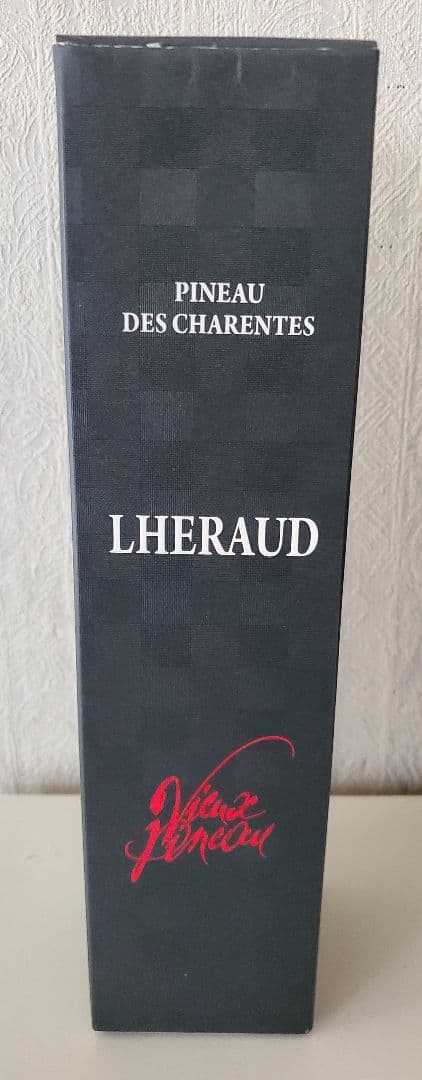 PINEAU
DES CHARENTES
LHERAUD
Vieux
Pineau